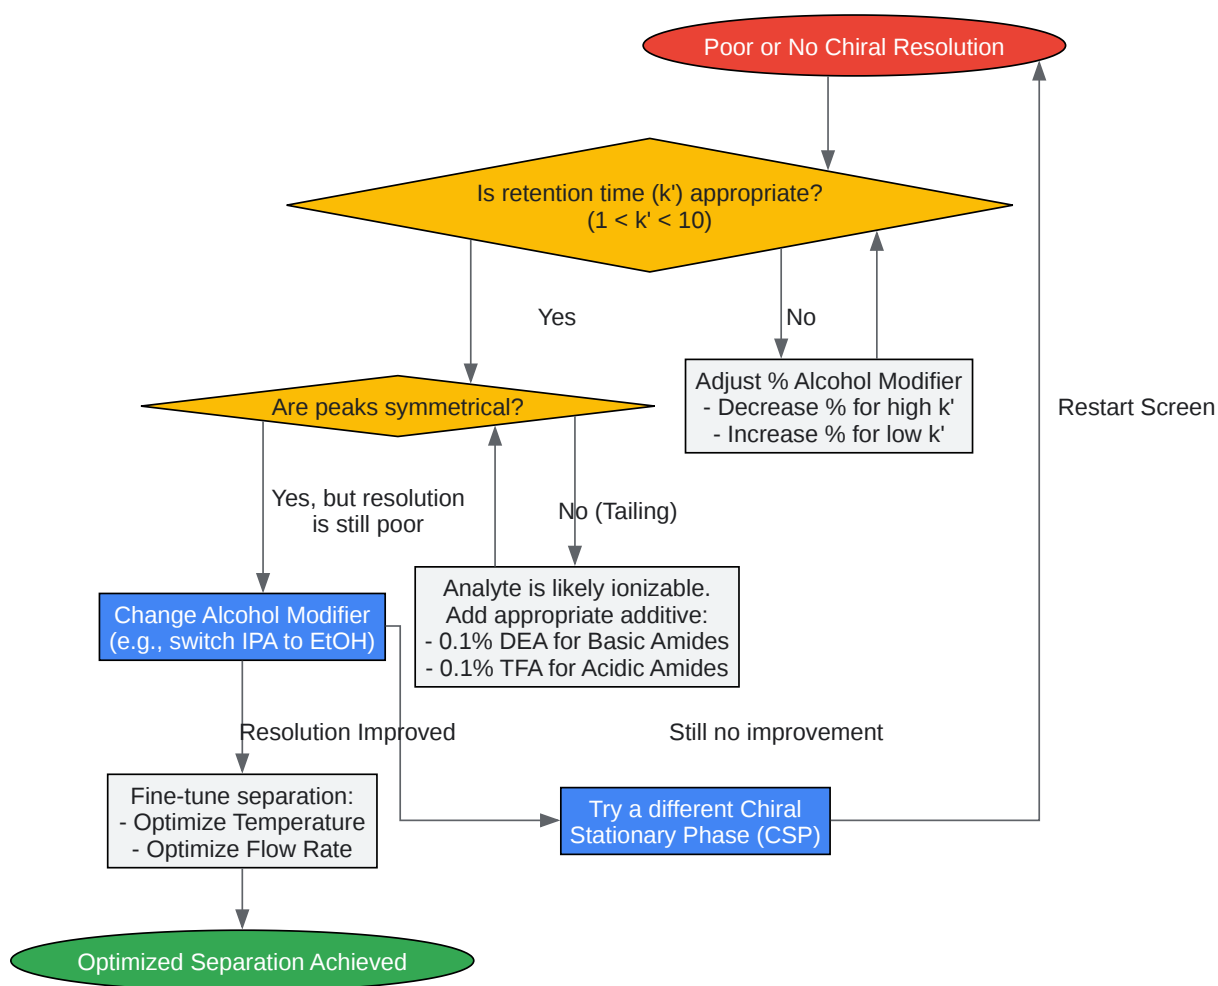 Poor or No Chiral Resolution
Is retention time (k') appropriate?
(1 < k' < 10)
Yes
No
Adjust % Alcohol Modifier
- Decrease % for high k'
- Increase % for low k'
Restart Screen
Are peaks symmetrical?
Yes, but resolution
is still poor
No (Tailing)
Analyte is likely ionizable.
Add appropriate additive:
- 0.1% DEA for Basic Amides
- 0.1% TFA for Acidic Amides
Change Alcohol Modifier
(e.g., switch IPA to EtOH)
Resolution Improved
Still no improvement
Fine-tune separation:
- Optimize Temperature
- Optimize Flow Rate
Try a different Chiral
Stationary Phase (CSP)
Optimized Separation Achieved